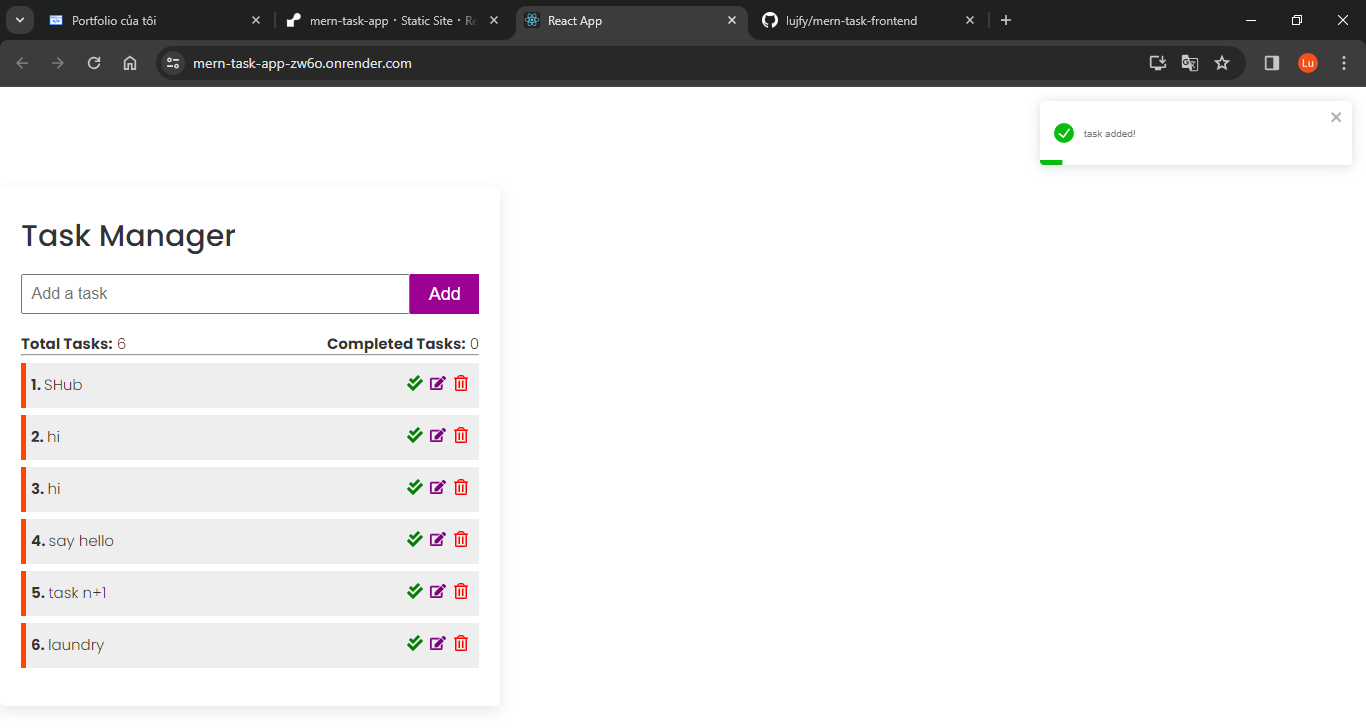 Portfolio của tôi
mern-task-app · Static Site · Re
React App
lujfy/mern-task-frontend
mern-task-app-zw6o.onrender.com
Lu
task added!
Task Manager
Add a task
Add
Total Tasks: 6
Completed Tasks: 0
1. SHub
2. hi
3. hi
4. say hello
5. task n+1
6. laundry